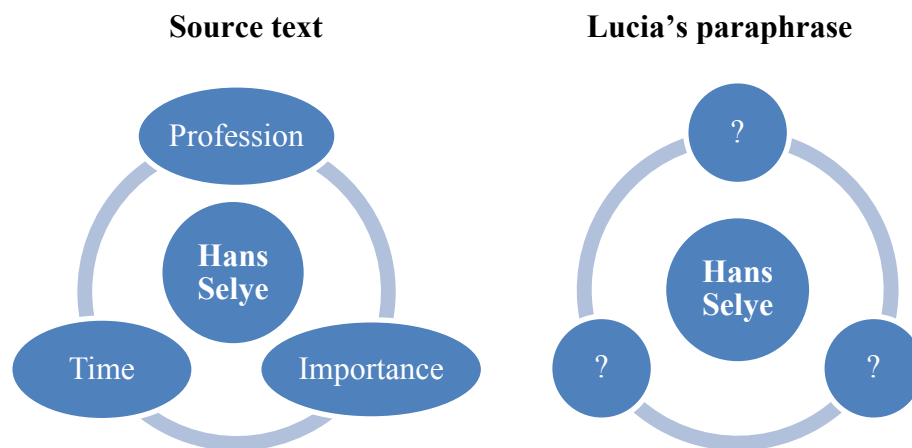 Source text
Profession
Hans
Selye
Time
Importance
Lucia’s paraphrase
?
Hans
Selye
?
?